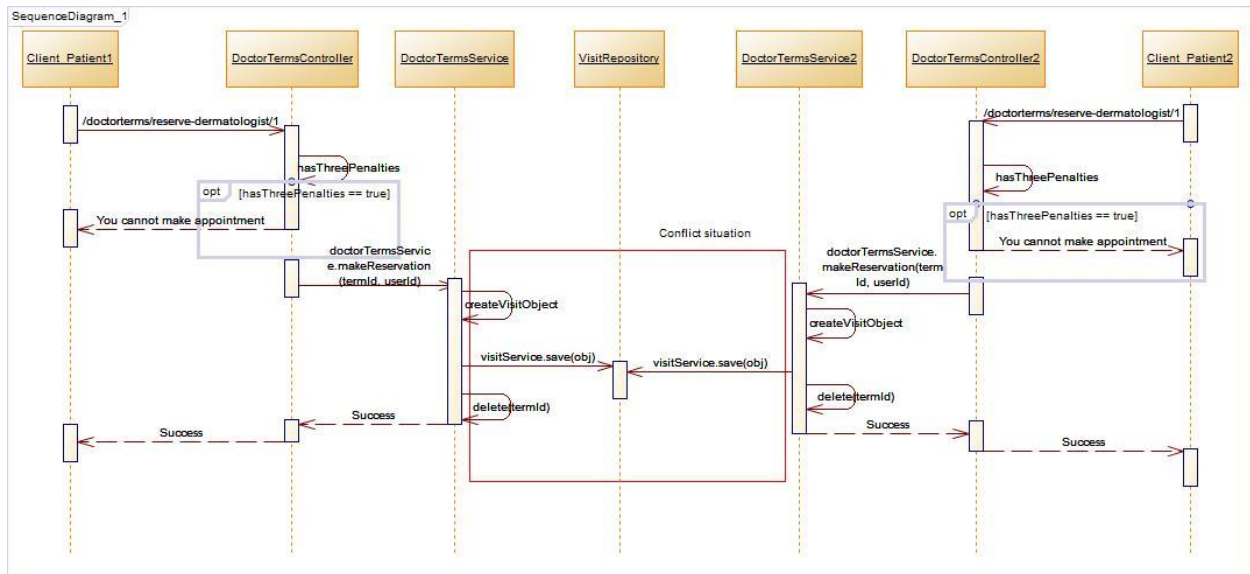 SequenceDiagram_1
Client_Patient1
DoctorTermsController
DoctorTermsService
VisitRepository
DoctorTermsService2
DoctorTermsController2
Client_Patient2
/doctorterms/reserve-dermatologist/1
/doctorterms/reserve-dermatologist/1
hasThreePenalties
hasThreePenalties
opt
[hasThreePenalties == true]
opt
[hasThreePenalties == true]
You cannot make appointment
You cannot make appointment
Conflict situation
doctorTermsServic
e.makeReservation
(termId, userId)
doctorTermsService.
makeReservation(term
Id, userId)
createVisitObject
createVisitObject
visitService.save(obj)
visitService.save(obj)
delete(termId)
delete(termId)
Success
Success
Success
Success